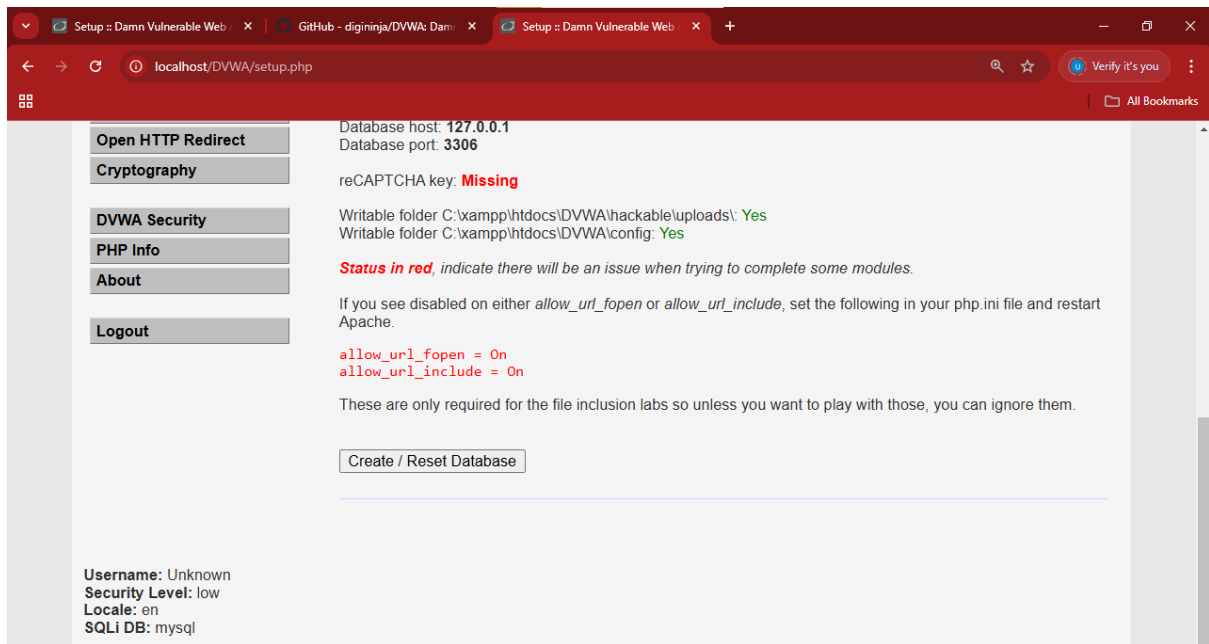 Setup :: Damn Vulnerable Web
GitHub - digininja/DVWA: Dam
Setup :: Damn Vulnerable Web
localhost/DVWA/setup.php
Verify it's you
All Bookmarks
Open HTTP Redirect
Cryptography
DVWA Security
PHP Info
About
Logout
Database host: 127.0.0.1
Database port: 3306
reCAPTCHA key: Missing
Writable folder C:\xampp\htdocs\DVWA\hackable\uploads\: Yes
Writable folder C:\xampp\htdocs\DVWA\config: Yes
Status in red, indicate there will be an issue when trying to complete some modules.
If you see disabled on either allow_url_fopen or allow_url_include, set the following in your php.ini file and restart
Apache.
allow_url_fopen = On
allow_url_include = On
These are only required for the file inclusion labs so unless you want to play with those, you can ignore them.
Create / Reset Database
Username: Unknown
Security Level: low
Locale: en
SQLi DB: mysql